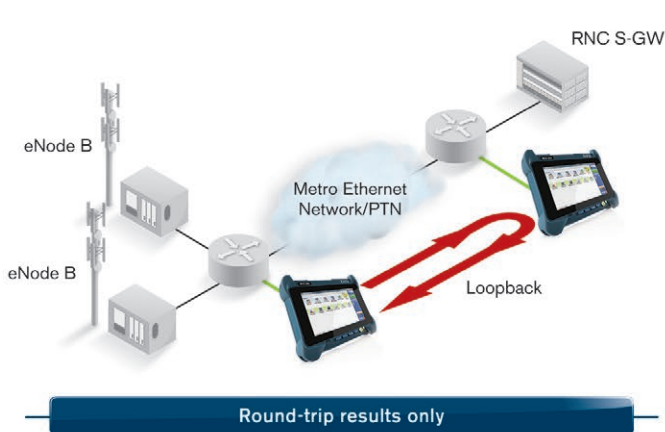 RNC S-GW
eNode B
Metro Ethernet
Network/PTN
eNode B
Loopback
Round-trip results only